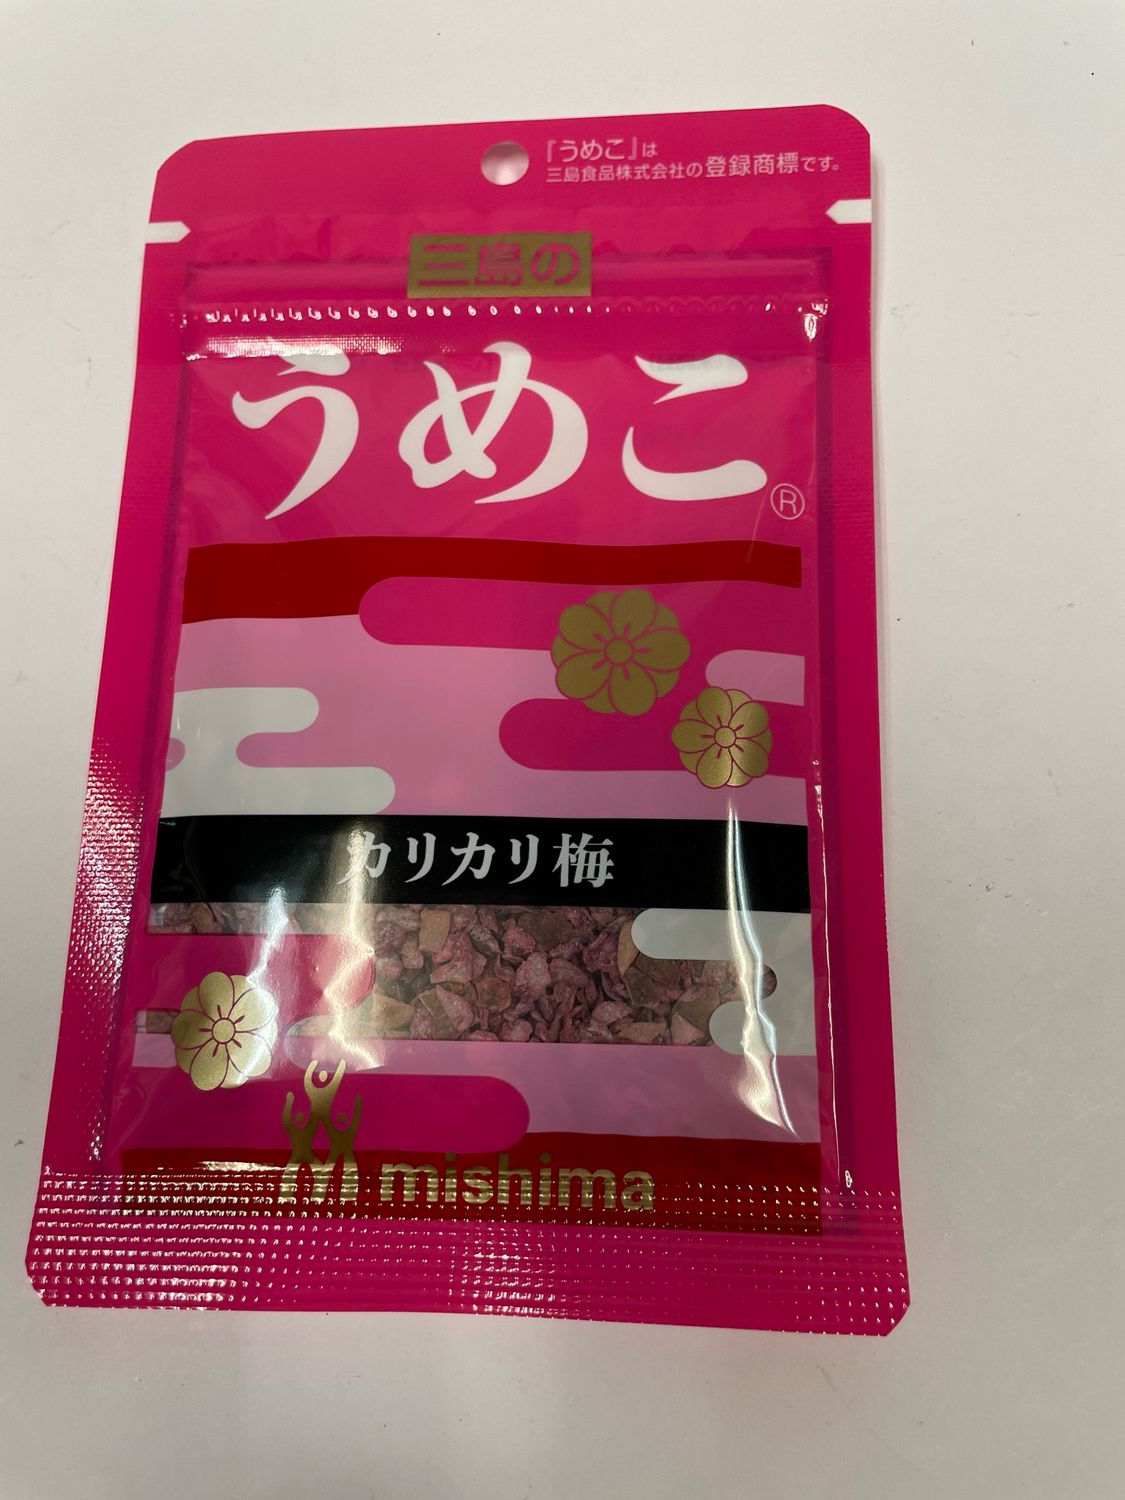 『うめこ』は
三島食品株式会社の登録商標です。
三島の
うめこ®
カリカリ梅
mishima